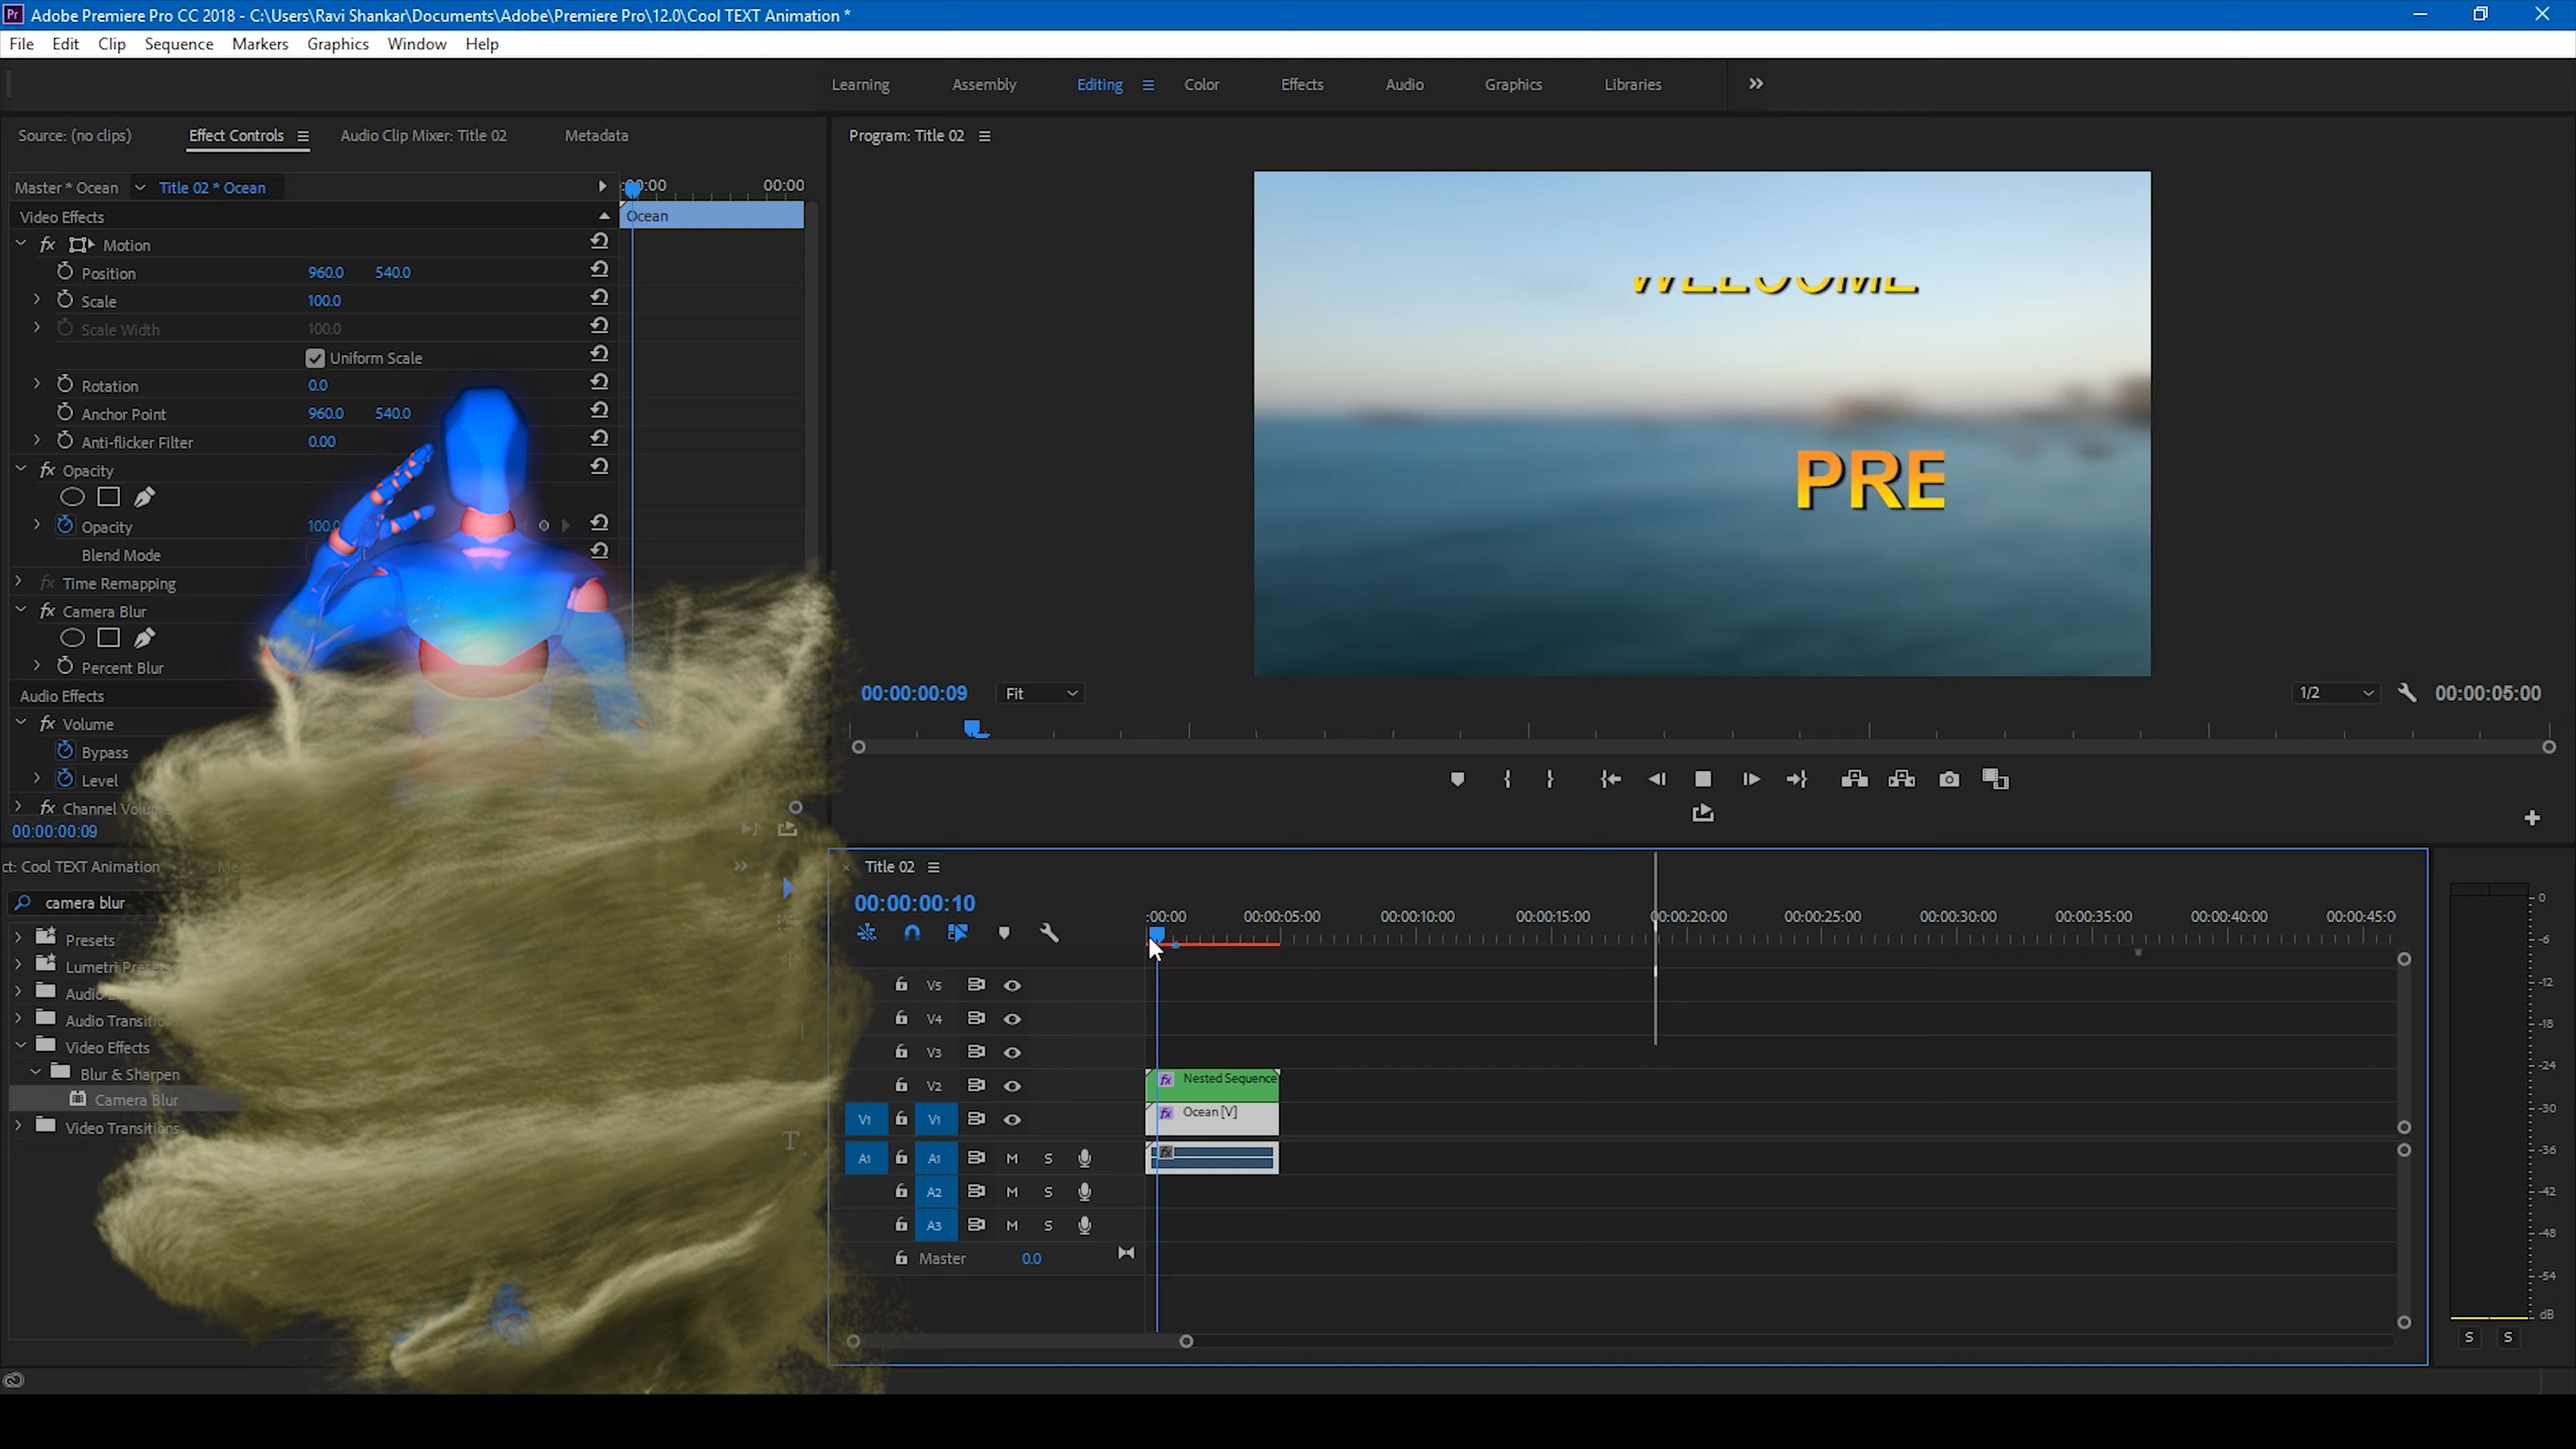 Adobe Premiere Pro CC 2018 - C:\Users\Ravi Shankar\Documents\Adobe\Premiere Pro\12.0\Cool TEXT Animation *
File Edit Clip Sequence Markers Graphics Window Help
Learning Assembly Editing Color Effects Audio Graphics Libraries
Source: (no clips) Effect Controls Audio Clip Mixer: Title 02 Metadata
Program: Title 02
Master * Ocean Title 02 * Ocean :00:00 00:00
Video Effects Ocean
fx Motion
Position 960.0 540.0
Scale 100.0
Scale Width 100.0
Uniform Scale
Rotation 0.0
Anchor Point 960.0 540.0
Anti-flicker Filter 0.00
fx Opacity
Opacity 100.0
Blend Mode
fx Time Remapping
fx Camera Blur
Percent Blur
Audio Effects
fx Volume
Bypass
Level
fx Channel Volume
00:00:00:09
WELCOME
PRE
00:00:00:09 Fit 1/2 00:00:05:00
ct: Cool TEXT Animation
camera blur
Presets
Lumetri Presets
Audio
Audio Transitions
Video Effects
Blur & Sharpen
Camera Blur
Video Transitions
T
Title 02
00:00:00:10
:00:00 00:00:05:00 00:00:10:00 00:00:15:00 00:00:20:00 00:00:25:00 00:00:30:00 00:00:35:00 00:00:40:00 00:00:45:0
V5
V4
V3
V2 fx Nested Sequence
V1 V1 fx Ocean [V]
A1 A1 M S fx
A2 M S
A3 M S
Master 0.0
0
-6
-12
-18
-24
-30
-36
-42
-48
-54
dB
S S